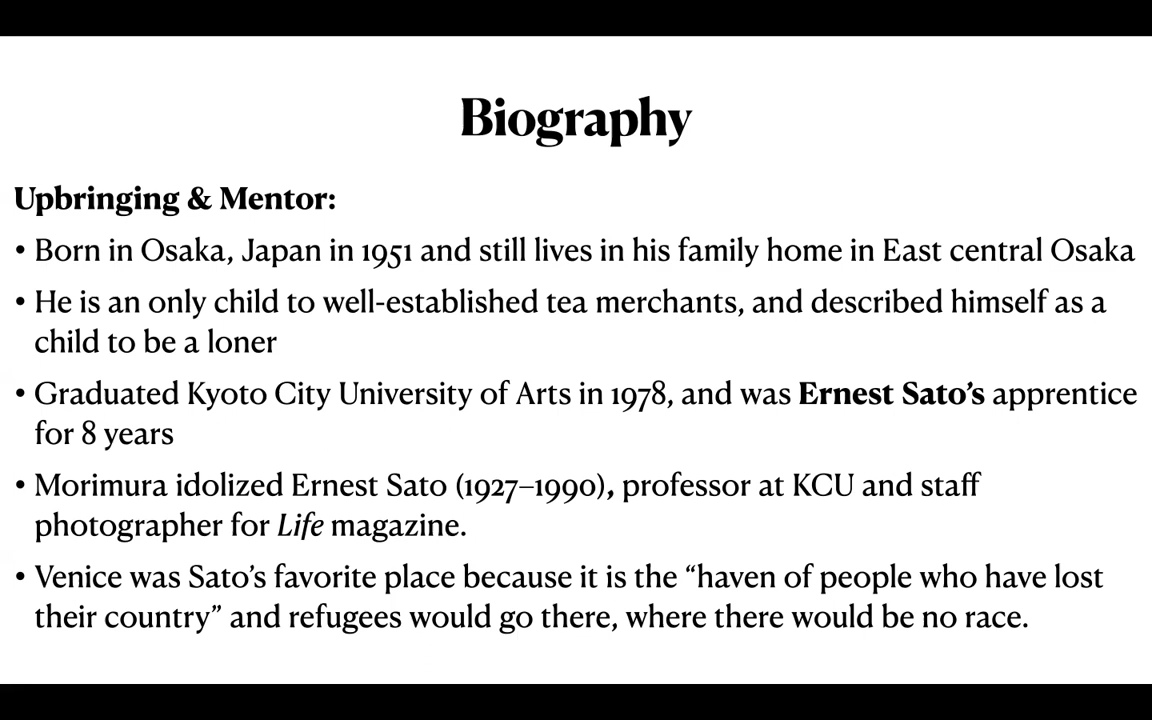 Biography
Upbringing & Mentor:
• Born in Osaka, Japan in 1951 and still lives in his family home in East central Osaka
• He is an only child to well-established tea merchants, and described himself as a
child to be a loner
• Graduated Kyoto City University of Arts in 1978, and was Ernest Sato’s apprentice
for 8 years
• Morimura idolized Ernest Sato (1927–1990), professor at KCU and staff
photographer for Life magazine.
• Venice was Sato’s favorite place because it is the “haven of people who have lost
their country” and refugees would go there, where there would be no race.